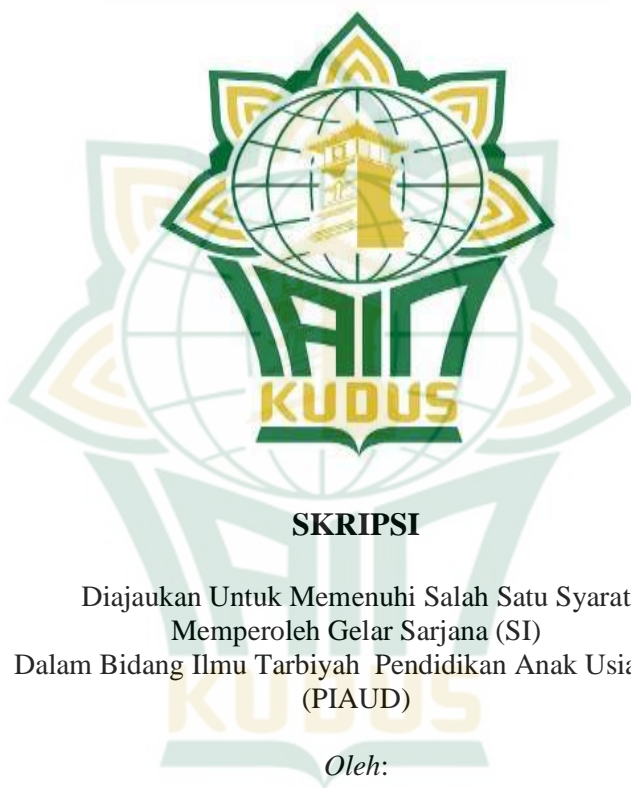 IAIN
KUDUS
SKRIPSI
Diajaukan Untuk Memenuhi Salah Satu Syarat
Memperoleh Gelar Sarjana (SI)
Dalam Bidang Ilmu Tarbiyah Pendidikan Anak Usia
(PIAUD)
Oleh: